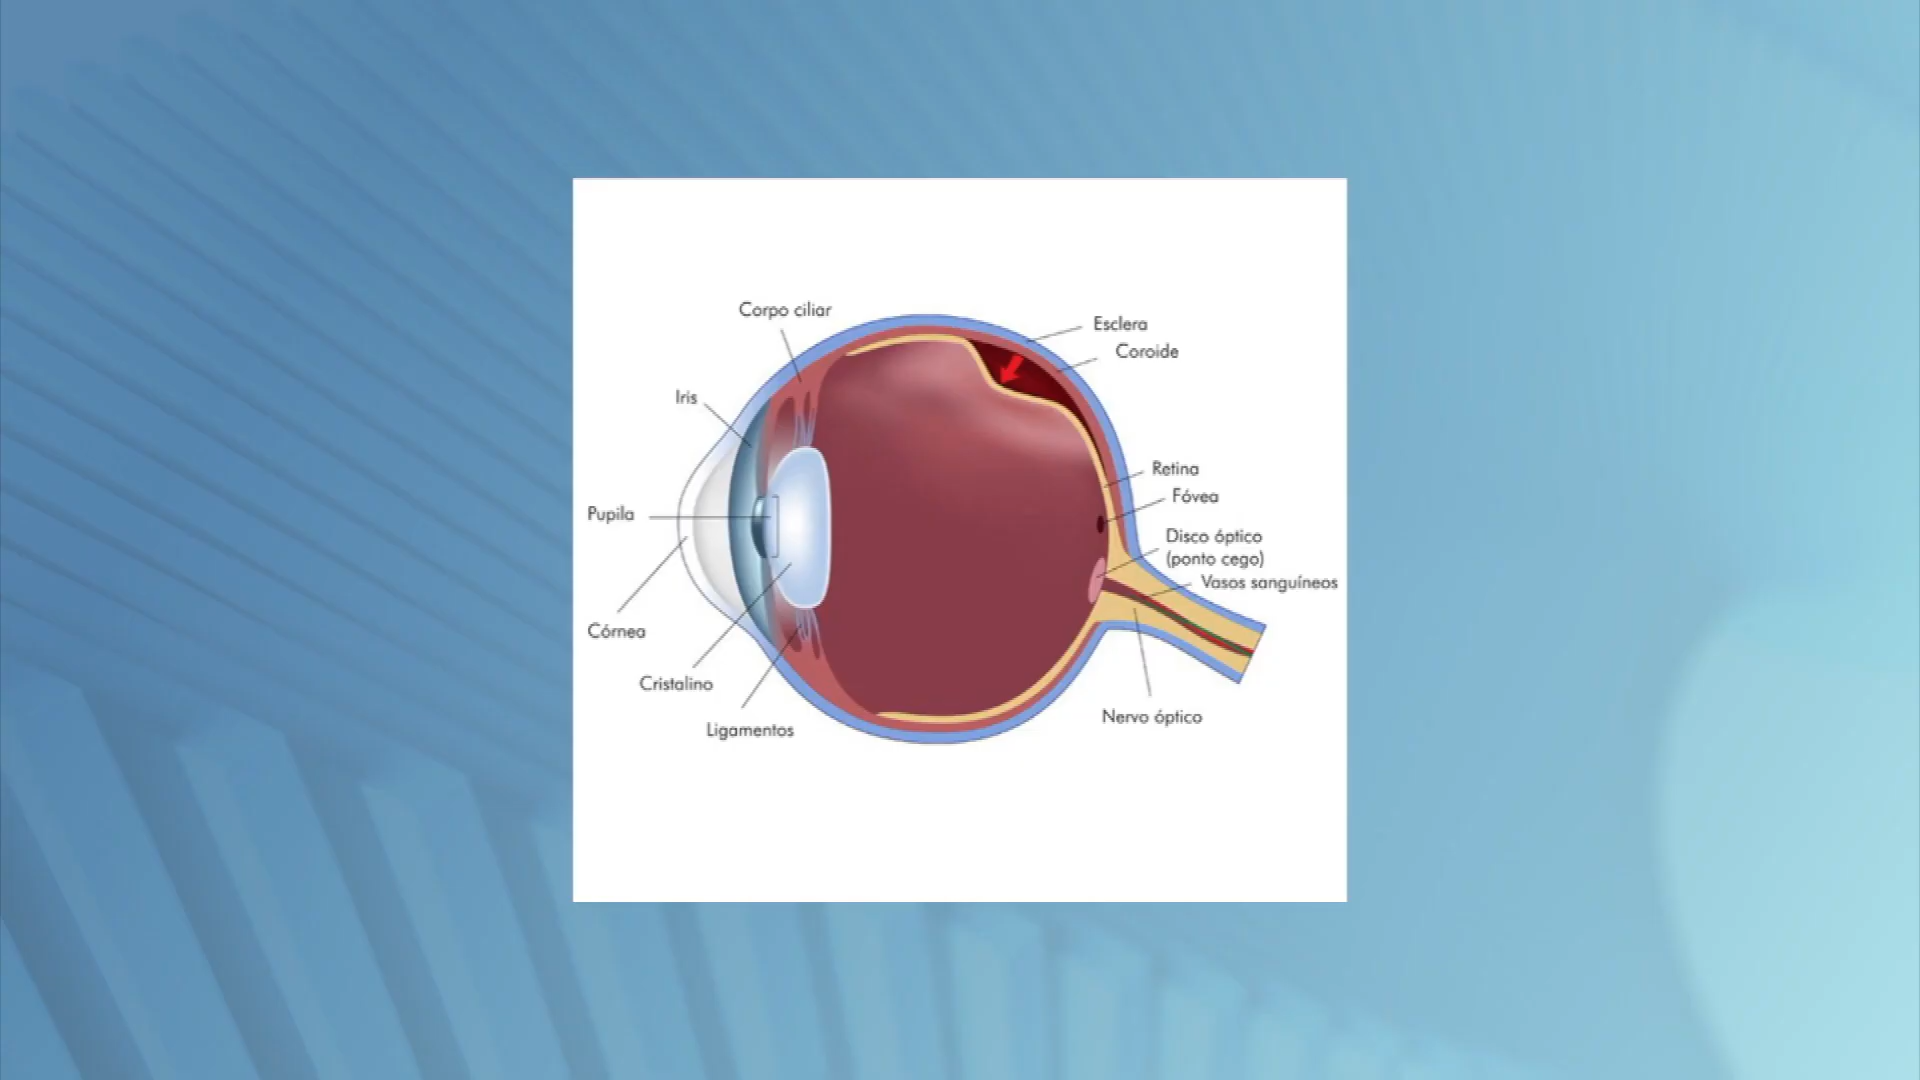 Corpo ciliar
Esclera
Coroide
Iris
Retina
Fóvea
Pupila
Disco óptico
(ponto cego)
Vasos sanguíneos
Córnea
Cristalino
Nervo óptico
Ligamentos